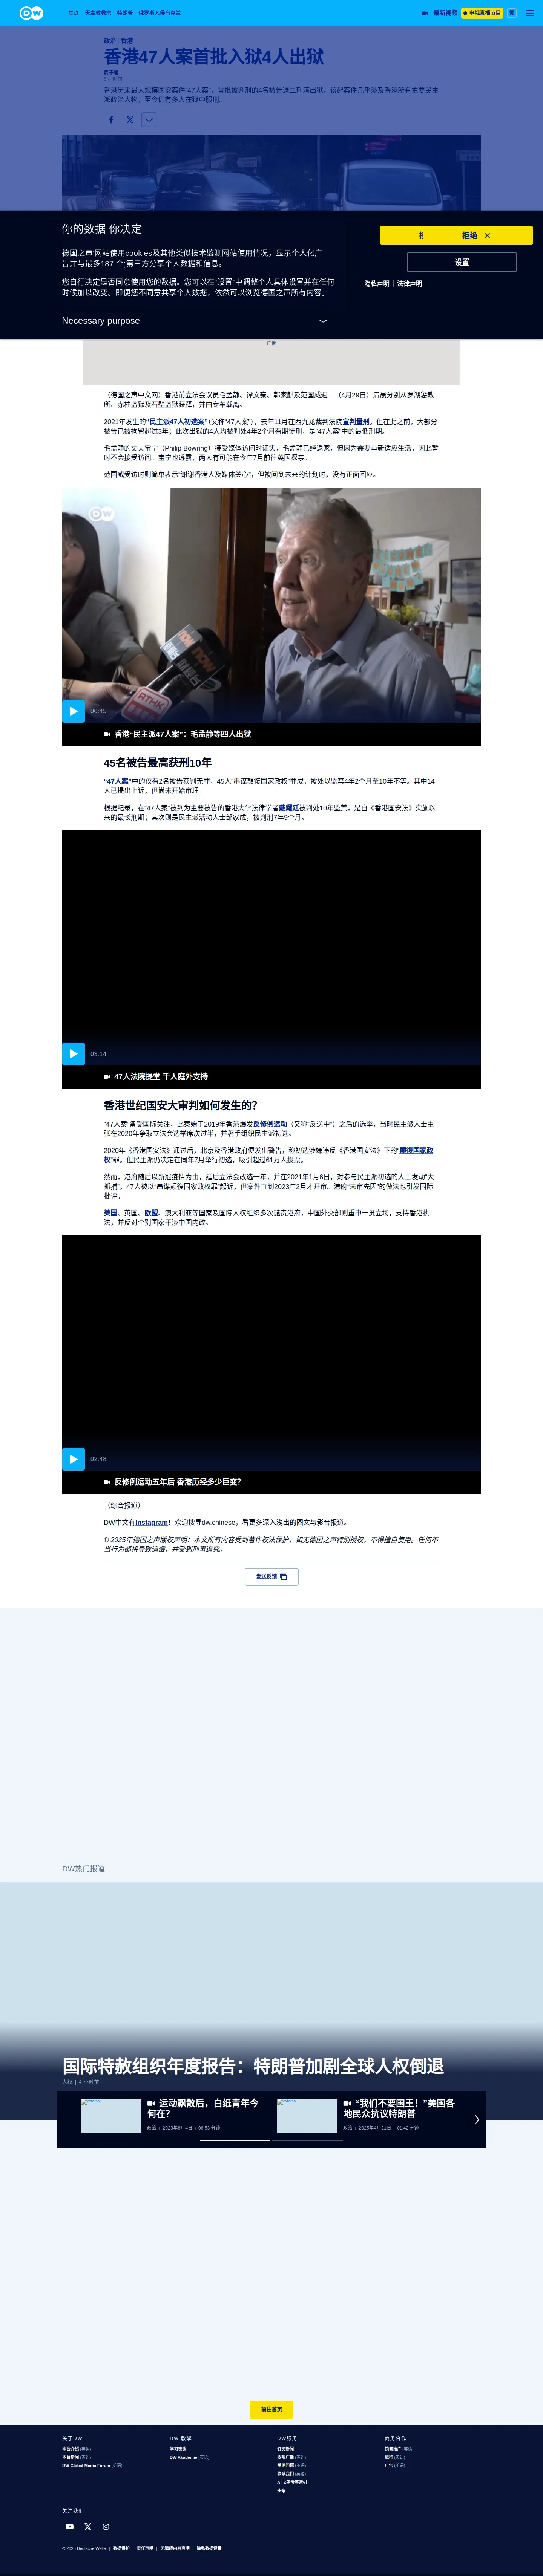 DW
焦点
天主教教宗
特朗普
俄罗斯入侵乌克兰
最新视频
电视直播节目
繁
政治 | 香港
香港47人案首批入狱4人出狱
6 小时前
香港历来最大规模国安案件“47人案”，首批被判刑的4名被告週二刑满出狱。该起案件几乎涉及香港所有主要民
主派政治人物，至今仍有多人在狱中服刑。
你的数据 你决定
德国之声’网站使用cookies及其他类似技术监测网站使用情况，显示个人化广
告并与最多187 个;第三方分享个人数据和信息。
您自行决定是否同意使用您的数据。您可以在"设置"中调整个人具体设置并在任何
时候加以改变。即便您不同意共享个人数据，依然可以浏览德国之声所有内容。
Necessary purpose
拒绝
设置
隐私声明 | 法律声明
广告
（德国之声中文网）香港前立法会议员毛孟静、谭文豪、郭家麒及范国威週二（4月29日）清晨分别从罗湖惩教
所、赤柱监狱及石壁监狱获释，并由专车载离。
2021年发生的“民主派47人初选案”（又称“47人案”），去年11月在西九龙裁判法院宣判量刑。但在此之前，大部分
被告已被拘留超过3年；此次出狱的4人均被判处4年2个月有期徒刑，是“47人案”中的最低刑期。
毛孟静的丈夫宝宁（Philip Bowring）接受媒体访问时证实，毛孟静已经返家，但因为需要重新适应生活，因此暂
时不会接受访问。宝宁也透露，两人有可能在今年7月前往英国探亲。
范国威受访时则简单表示“谢谢香港人及媒体关心”，但被问到未来的计划时，没有正面回应。
DW
RTHK
00:45
香港“民主派47人案”：毛孟静等四人出狱
45名被告最高获刑10年
“47人案”中的仅有2名被告获判无罪，45人“串谋颠復国家政权”罪成，被处以监禁4年2个月至10年不等。其中14
人已提出上诉，但尚未开始审理。
根据纪录，在“47人案”被列为主要被告的香港大学法律学者戴耀廷被判处10年监禁，是自《香港国安法》实施以
来的最长刑期；其次则是民主派活动人士邹家成，被判刑7年9个月。
03:14
47人法院提堂 千人庭外支持
香港世纪国安大审判如何发生的？
“47人案”备受国际关注，此案始于2019年香港爆发反修例运动（又称“反送中”）之后的选举，当时民主派人士主
张在2020年争取立法会选举席次过半，并筹手组织民主派初选。
2020年《香港国安法》通过后，北京及香港政府便发出警告，称初选涉嫌违反《香港国安法》下的“颠復国家政
权”罪。但民主派仍决定在同年7月举行初选，吸引超过61万人投票。
然而，港府随后以新冠疫情为由，延后立法会改选一年，并在2021年1月6日，对参与民主派初选的人士发动“大
抓捕”，47人被以“串谋颠復国家政权罪”起诉，但案件直到2023年2月才开审。港府“未审先囚”的做法也引发国际
批评。
美国、英国、欧盟、澳大利亚等国家及国际人权组织多次谴责港府，中国外交部则重申一贯立场，支持香港执
法，并反对个别国家干涉中国内政。
02:48
反修例运动五年后 香港历经多少巨变？
（综合报道）
DW中文有Instagram！欢迎搜寻dw.chinese，看更多深入浅出的图文与影音报道。
© 2025年德国之声版权声明：本文所有内容受到著作权法保护，如无德国之声特别授权，不得擅自使用。任何不
当行为都将导致追偿，并受到刑事追究。
发送反馈
DW热门报道
国际特赦组织年度报告：特朗普加剧全球人权倒退
人权 | 4 小时前
运动飘散后，白纸青年今
何在？
政治 | 2023年8月4日 | 06:53 分钟
“我们不要国王！”美国各
地民众抗议特朗普
政治 | 2025年4月21日 | 01:42 分钟
前往首页
关于DW
本台介绍 (英语)
本台新闻 (英语)
DW Global Media Forum (英语)
DW 教學
学习德语
DW Akademie (英语)
DW服务
订阅新闻
收听广播 (英语)
常见问题 (英语)
联系我们 (英语)
A - Z字母序索引
头条
商务合作
销售推广 (英语)
旅行 (英语)
广告 (英语)
关注我们
© 2025 Deutsche Welle | 数据保护 | 责任声明 | 无障碍内容声明 | 隐私数据设置